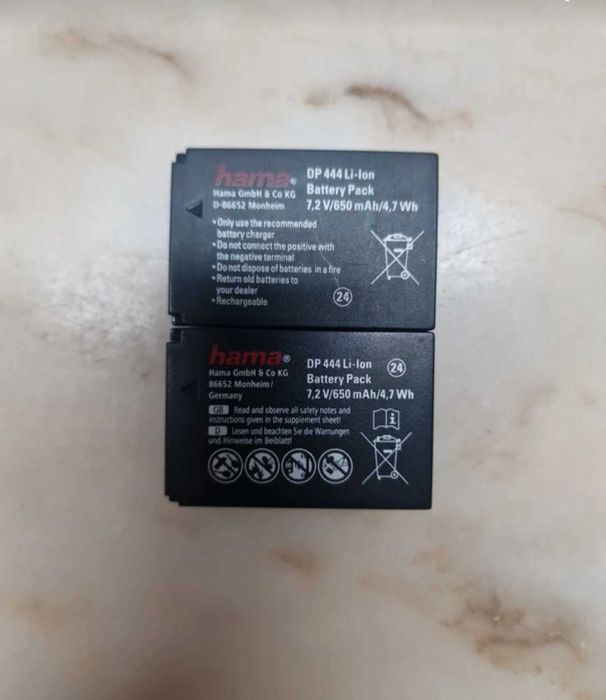 hama®
Hama GmbH & Co KG
D-86652 Monheim
DP 444 Li-Ion
Battery Pack
7,2 V/650 mAh/4,7 Wh
• Only use the recommended
battery charger
• Do not connect the positive with
the negative terminal
• Do not dispose of batteries in a fire
• Return old batteries to
your dealer
• Rechargeable
24
hama®
Hama GmbH & Co KG
86652 Monheim /
Germany
DP 444 Li-Ion
Battery Pack
7,2 V/650 mAh/4,7 Wh
24
GB Read and observe all safety notes and
instructions given in the supplement sheet!
D Lesen und beachten Sie die Warnungen
und Hinweise im Beiblatt!